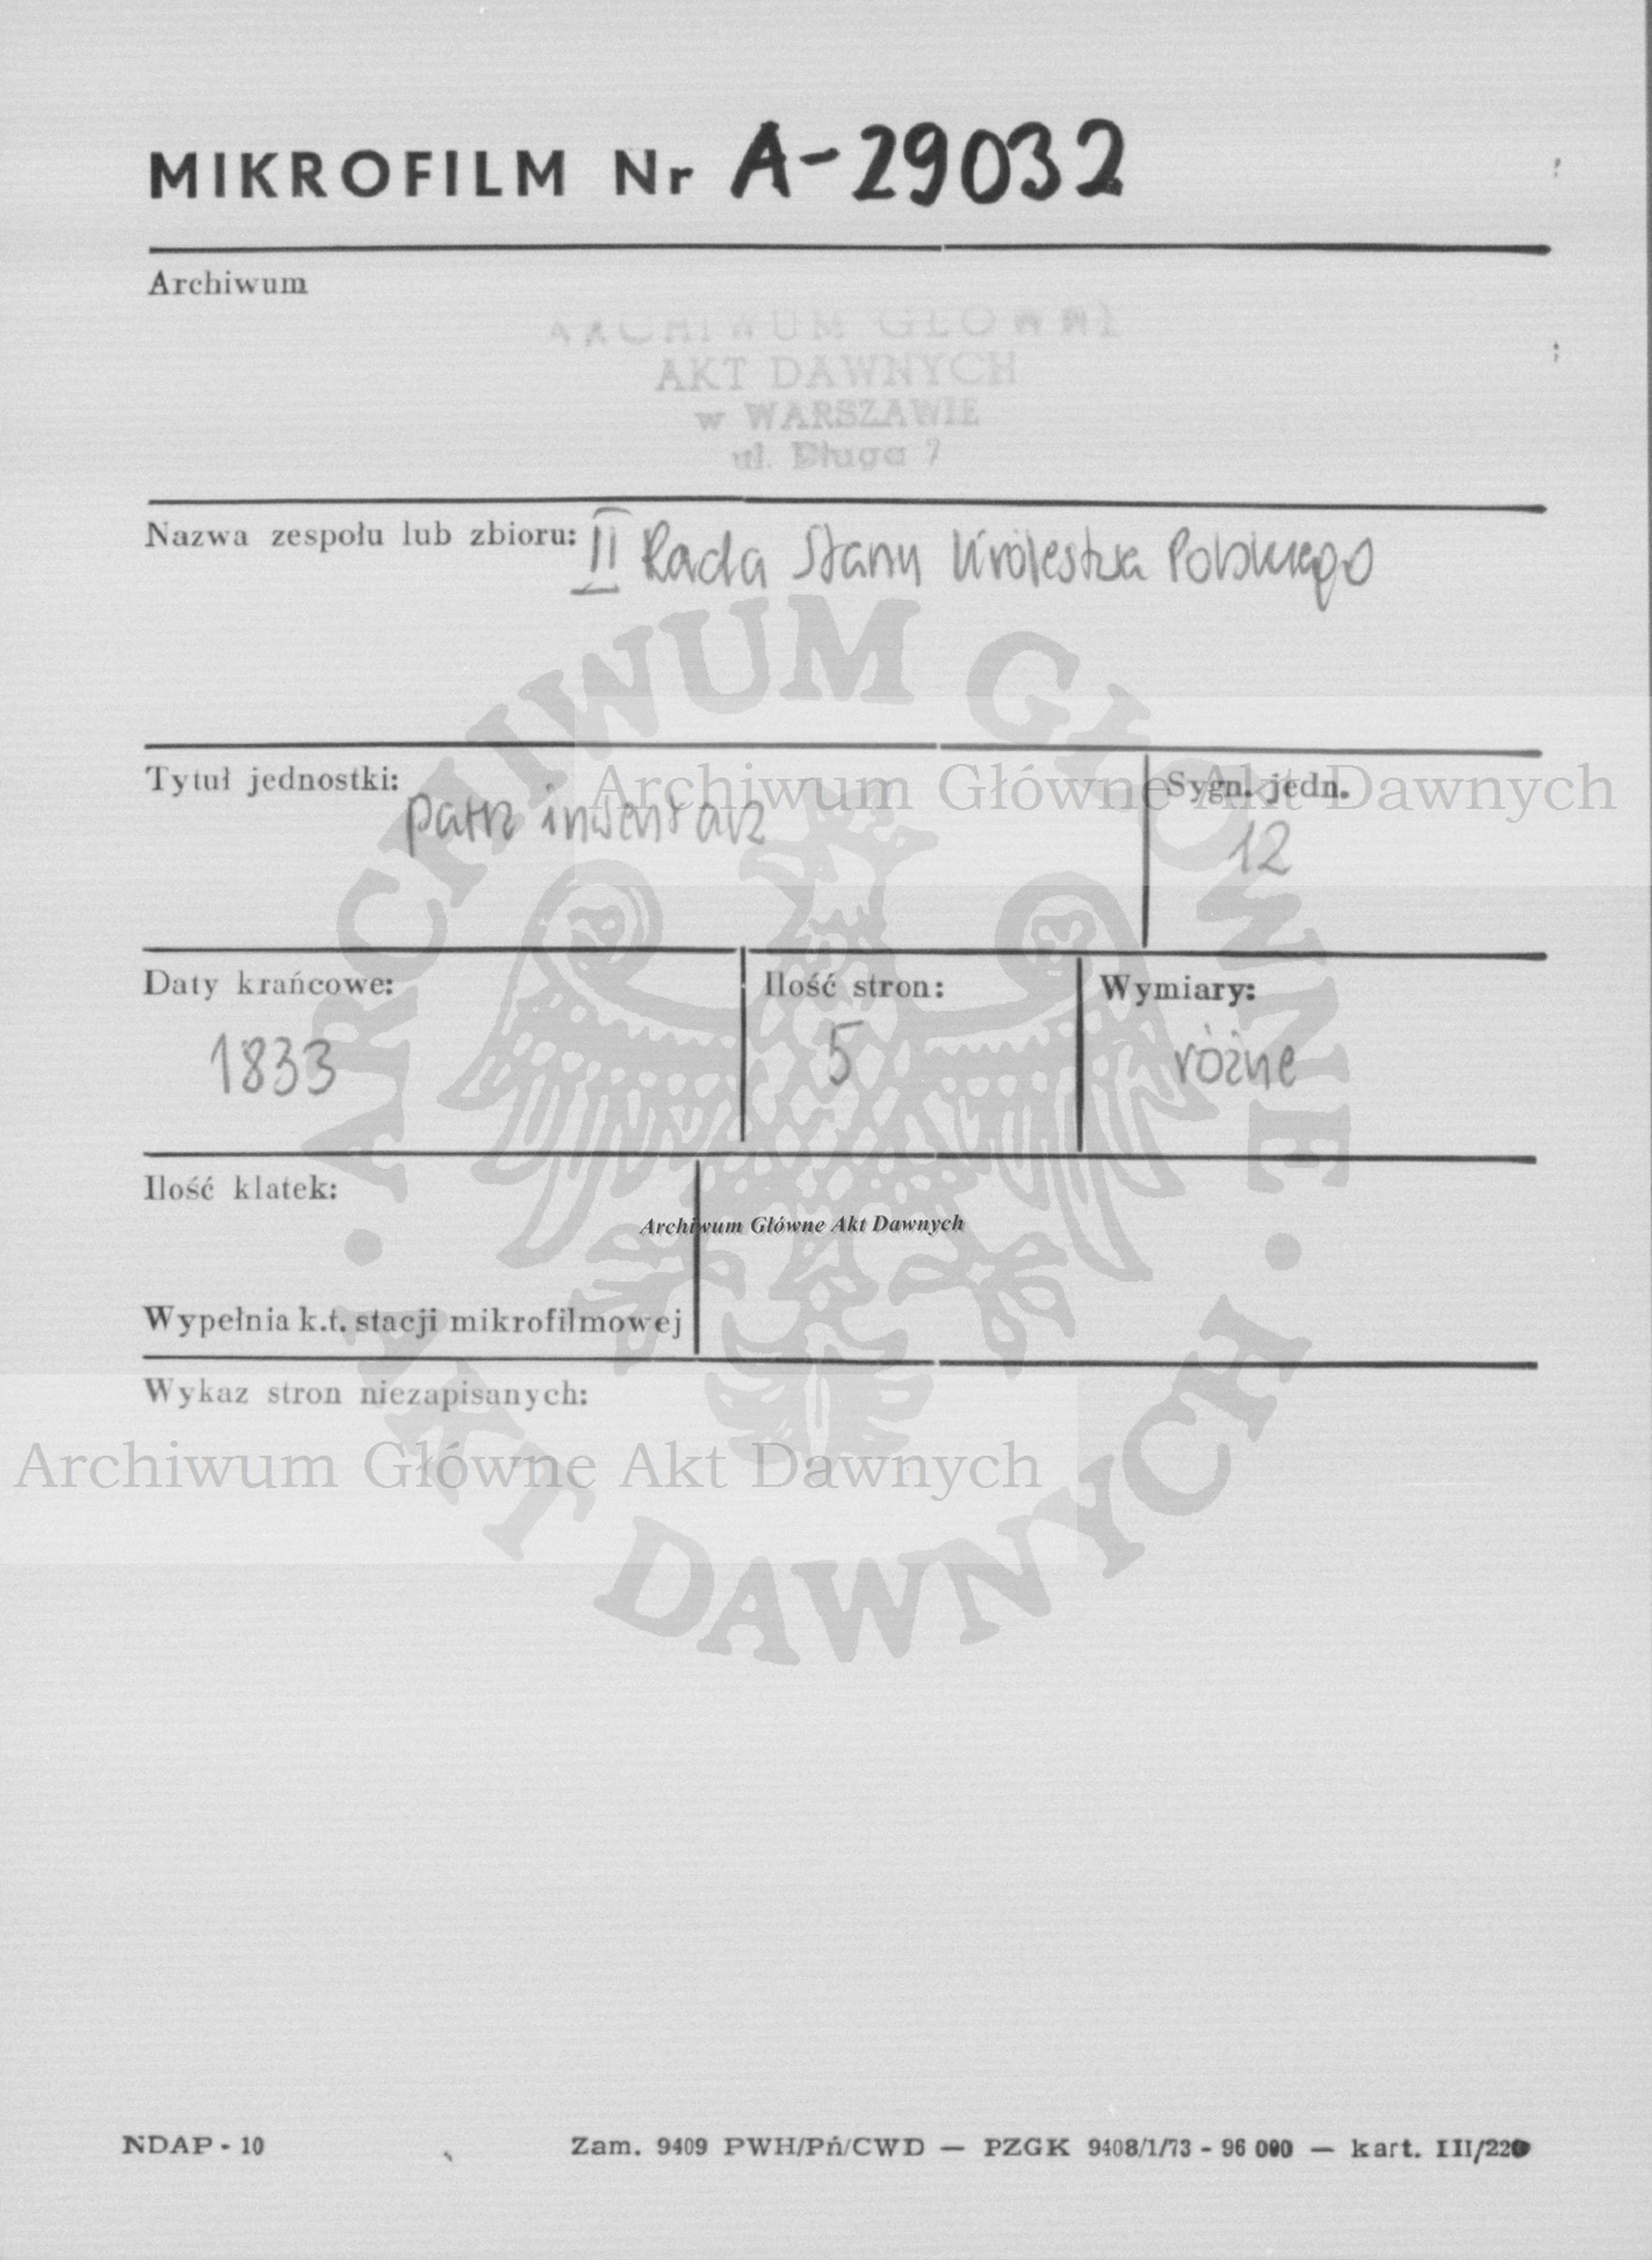 MIKROFILM Nr A-29032
Archiwum
ARCHIWUM GŁÓWNE
AKT DAWNYCH
w WARSZAWIE
ul. Długa 7
Nazwa zespołu lub zbioru: II Rada Stanu Królestwa Polskiego
Tytuł jednostki: patrz inwentarz
Sygn. jedn.
12
Archiwum Główne Akt Dawnych
Daty krańcowe:
1833
Ilość stron:
5
Wymiary:
różne
Ilość klatek:
Archiwum Główne Akt Dawnych
Wypełnia k.t. stacji mikrofilmowej
Wykaz stron niezapisanych:
Archiwum Główne Akt Dawnych
ARCHIWUM GŁÓWNE
AKT DAWNYCH
NDAP - 10
Zam. 9409 PWH/Pń/CWD — PZGK 9408/1/73 - 96 000 — kart. III/220